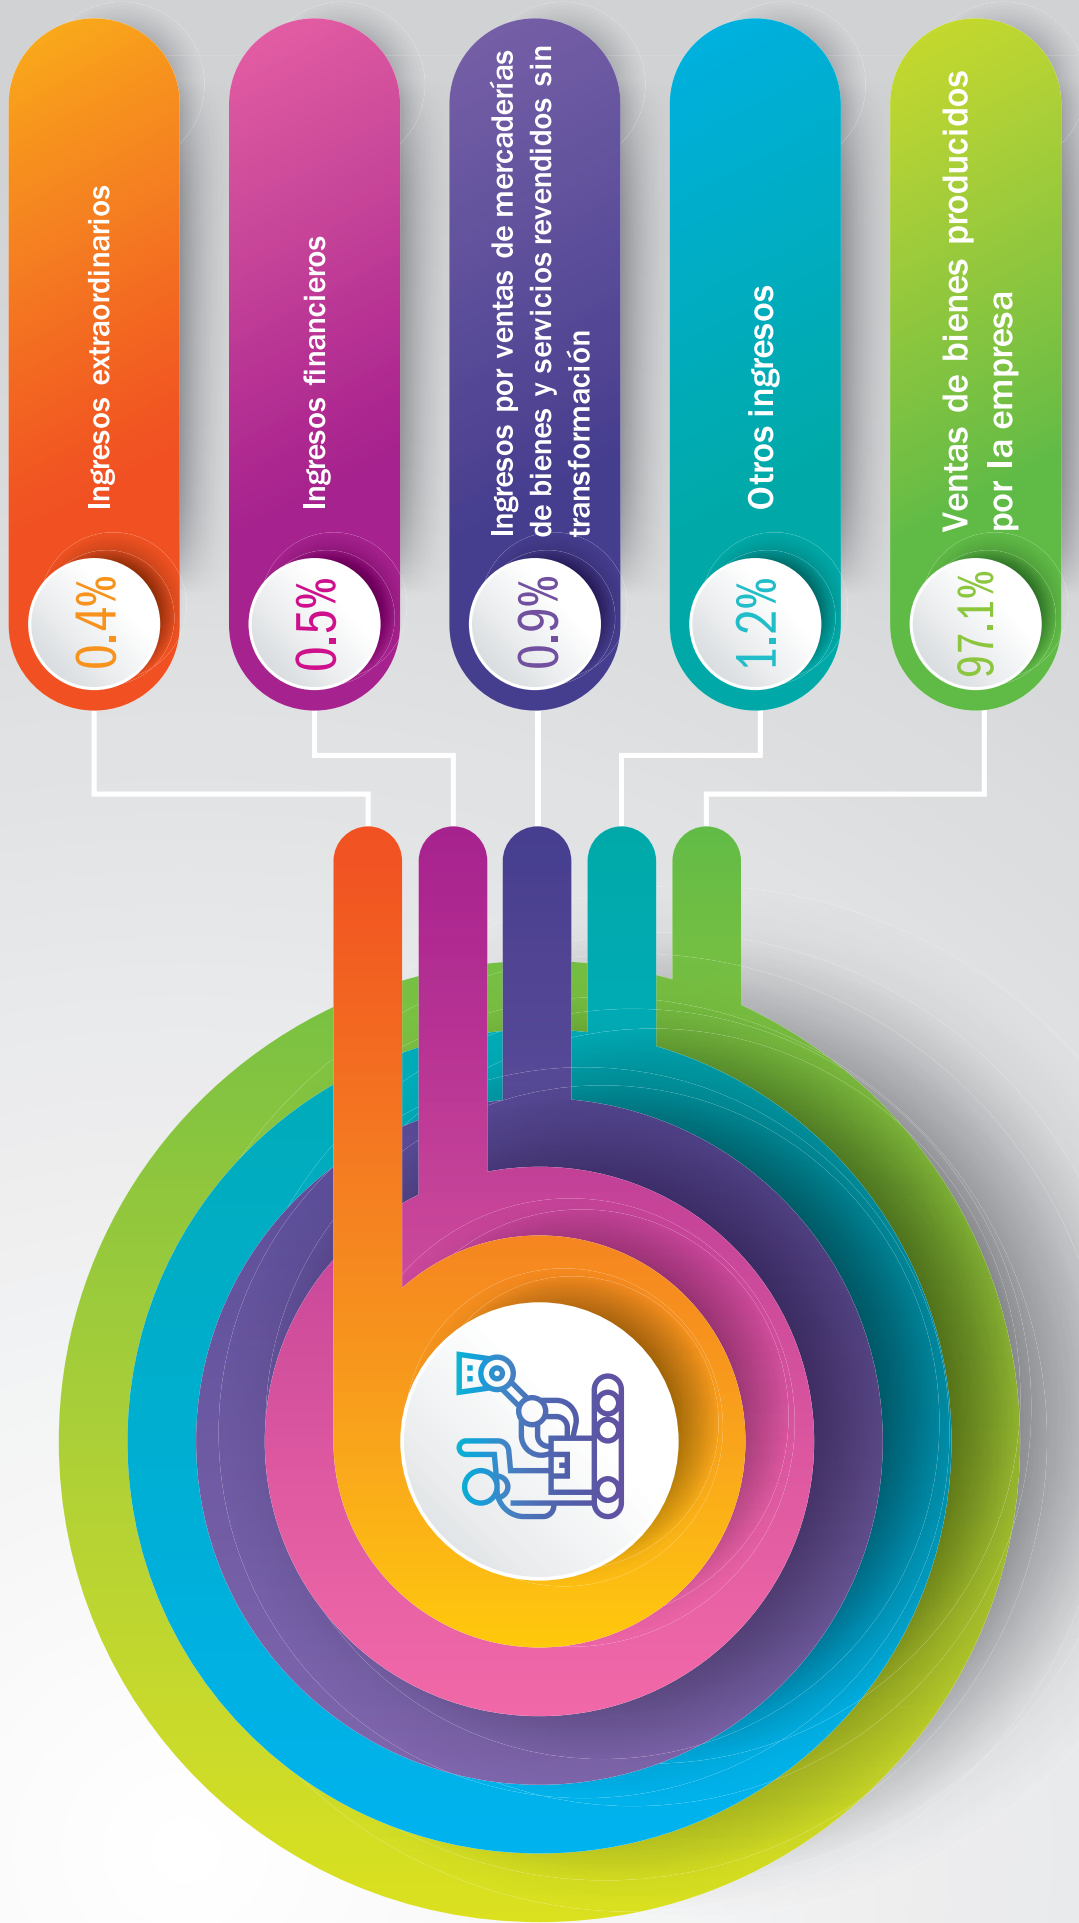 0.4%
Ingresos extraordinarios
0.5%
Ingresos financieros
0.9%
Ingresos por ventas de mercaderías
de bienes y servicios revendidos sin
transformación
1.2%
Otros ingresos
97.1%
Ventas de bienes producidos
por la empresa